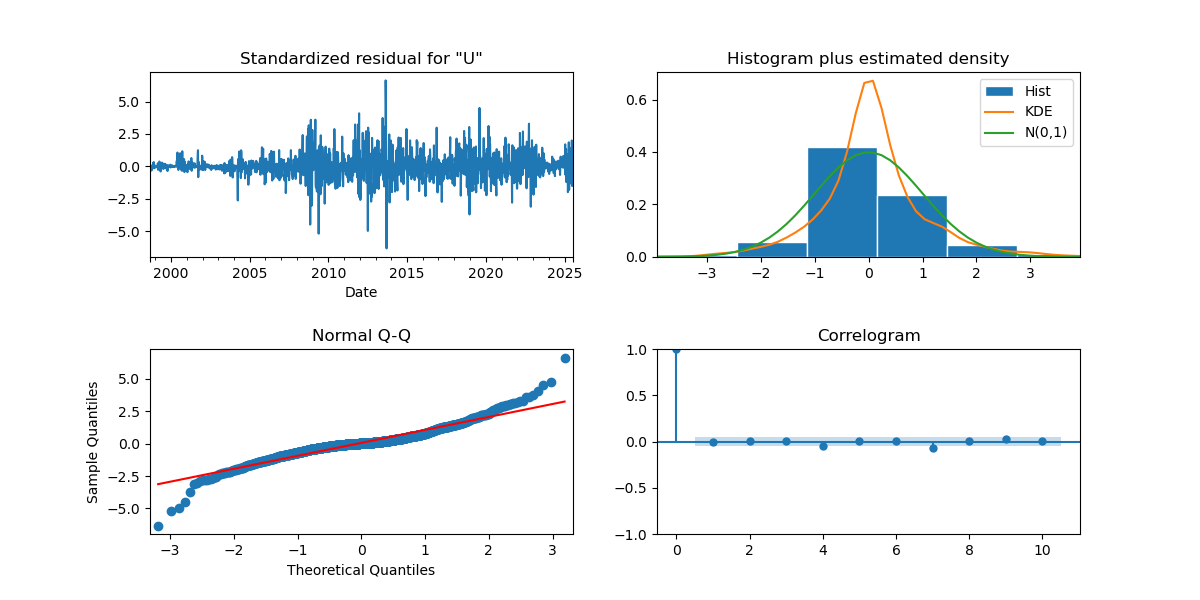 Standardized residual for "U"
5.0
2.5
0.0
−2.5
−5.0
2000 2005 2010 2015 2020 2025
Date
Histogram plus estimated density
0.6
0.4
0.2
0.0
Hist
KDE
N(0,1)
−3 −2 −1 0 1 2 3
Normal Q-Q
Sample Quantiles
5.0
2.5
0.0
−2.5
−5.0
−3 −2 −1 0 1 2 3
Theoretical Quantiles
Correlogram
1.0
0.5
0.0
−0.5
−1.0
0 2 4 6 8 10